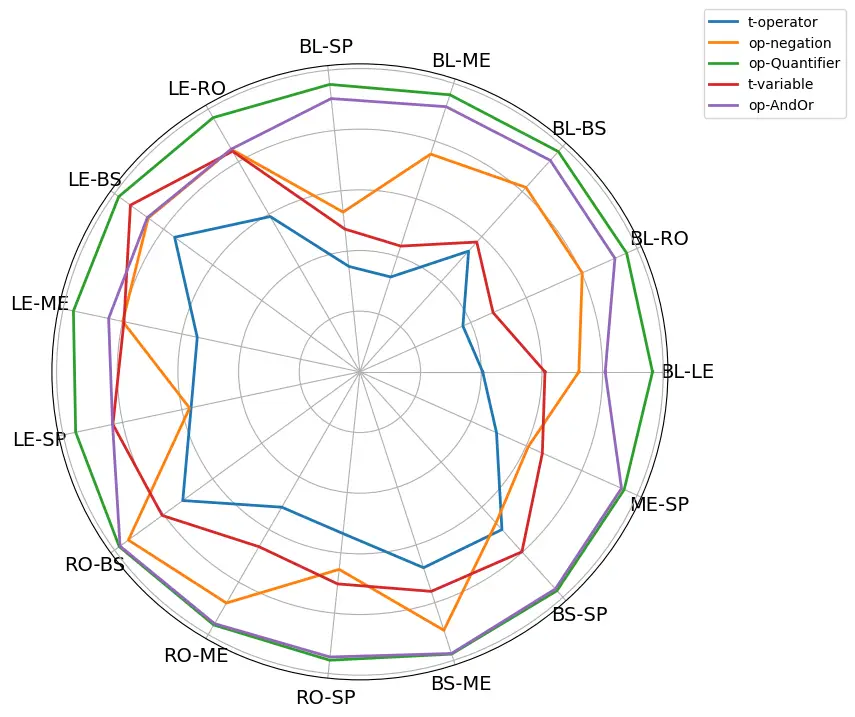 t-operator
op-negation
op-Quantifier
t-variable
op-AndOr
BL-SP
BL-ME
LE-RO
BL-BS
LE-BS
BL-RO
LE-ME
BL-LE
LE-SP
ME-SP
RO-BS
BS-SP
RO-ME
BS-ME
RO-SP